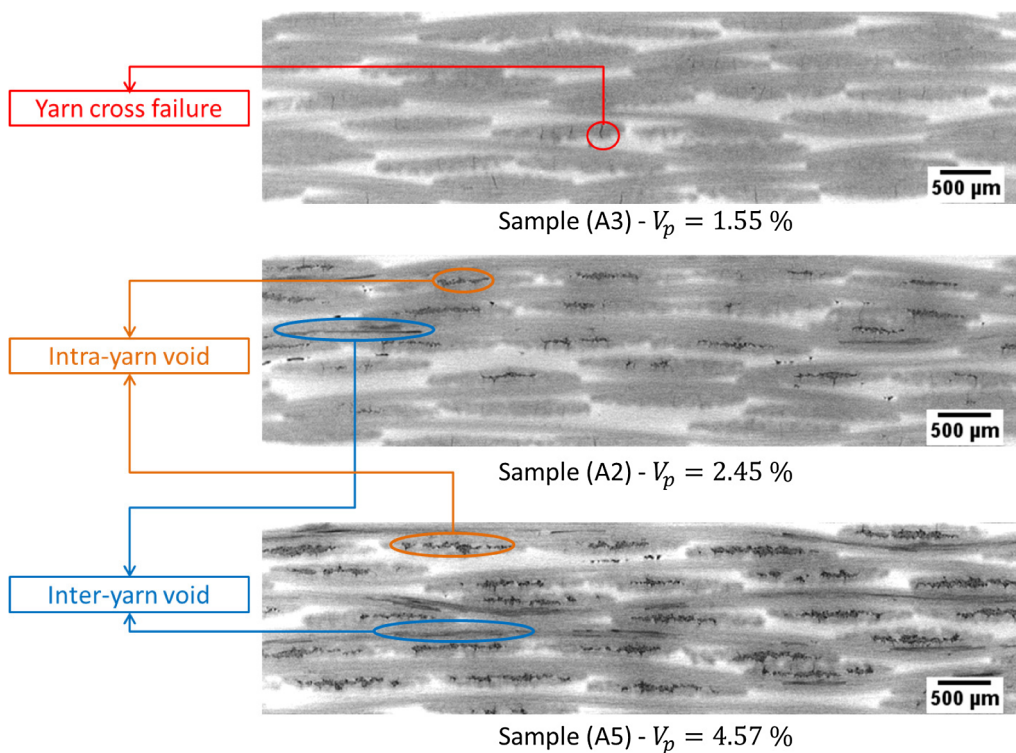 Yarn cross failure
500 µm
Sample (A3) - Vₚ = 1.55 %
Intra-yarn void
500 µm
Sample (A2) - Vₚ = 2.45 %
Inter-yarn void
500 µm
Sample (A5) - Vₚ = 4.57 %